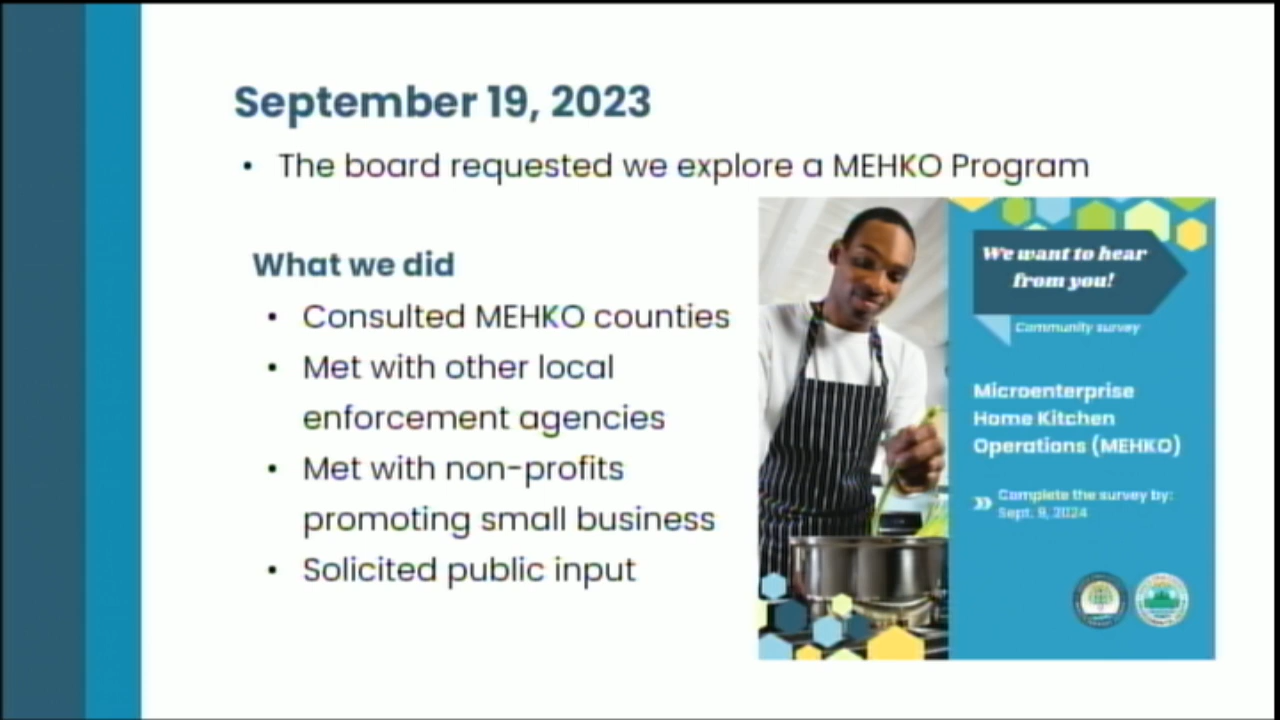 September 19, 2023
• The board requested we explore a MEHKO Program
What we did
• Consulted MEHKO counties
• Met with other local
enforcement agencies
• Met with non-profits
promoting small business
• Solicited public input
We want to hear
from you!
Community survey
Microenterprise
Home Kitchen
Operations (MEHKO)
Complete the survey by:
Sept. 9, 2024